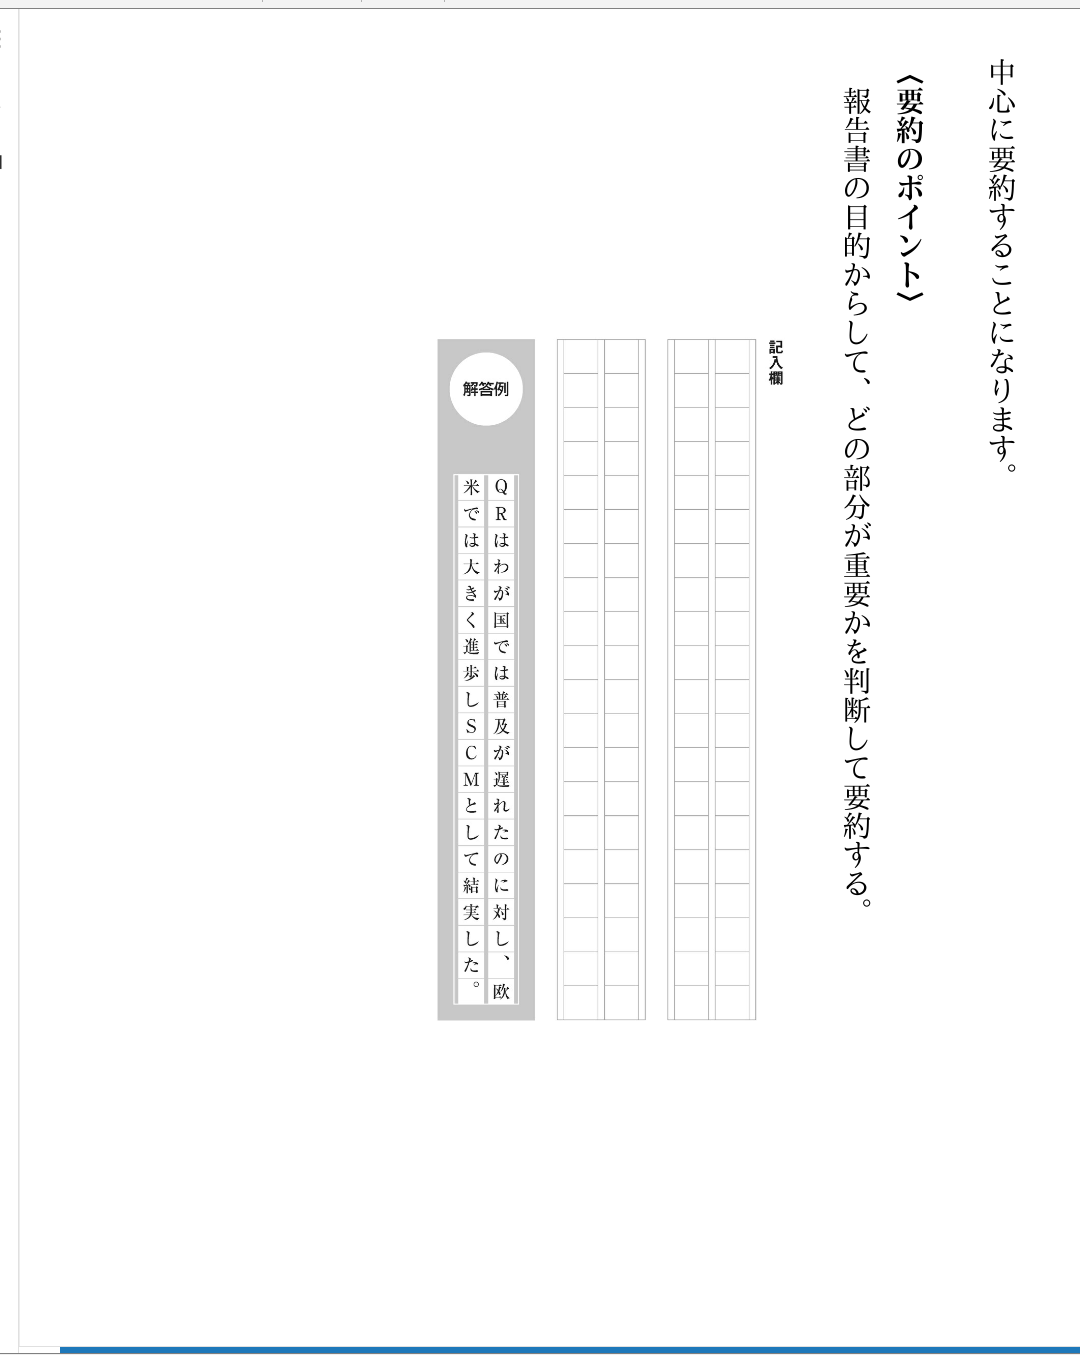 中心に要約することになります。
〈要約のポイント〉
報告書の目的からして、どの部分が重要かを判断して要約する。
記入欄
解答例
QRはわが国では普及が遅れたのに対し、欧
米では大きく進歩しSCMとして結実した。